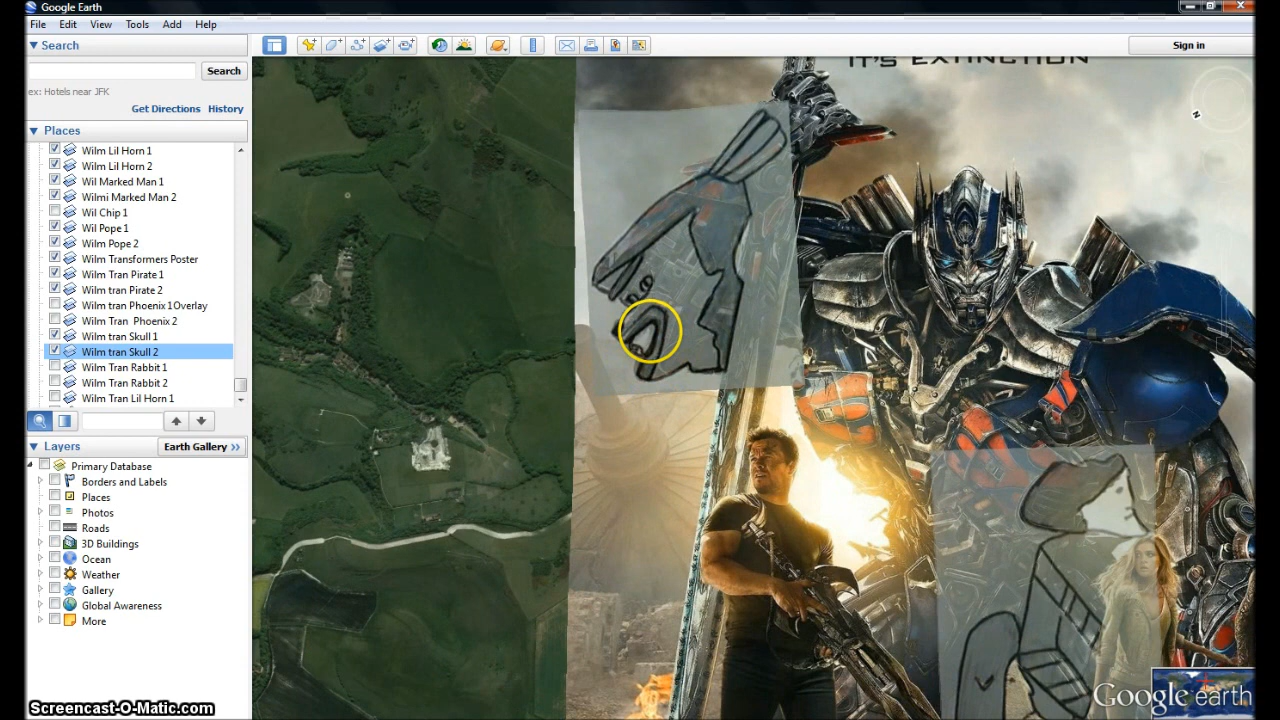 Google Earth
File Edit View Tools Add Help
Search
Search
ex: Hotels near JFK
Get Directions History
Places
Wilm Lil Horn 1
Wilm Lil Horn 2
Wil Marked Man 1
Wilmi Marked Man 2
Wil Chip 1
Wil Pope 1
Wilm Pope 2
Wilm Transformers Poster
Wilm Tran Pirate 1
Wilm tran Pirate 2
Wilm tran Phoenix 1Overlay
Wilm Tran Phoenix 2
Wilm tran Skull 1
Wilm tran Skull 2
Wilm Tran Rabbit 1
Wilm Tran Rabbit 2
Wilm Tran Lil Horn 1
Layers
Earth Gallery >>
Primary Database
Borders and Labels
Places
Photos
Roads
3D Buildings
Ocean
Weather
Gallery
Global Awareness
More
Sign in
IT'S EXTINCTION
N
Google earth
Screencast-O-Matic.com